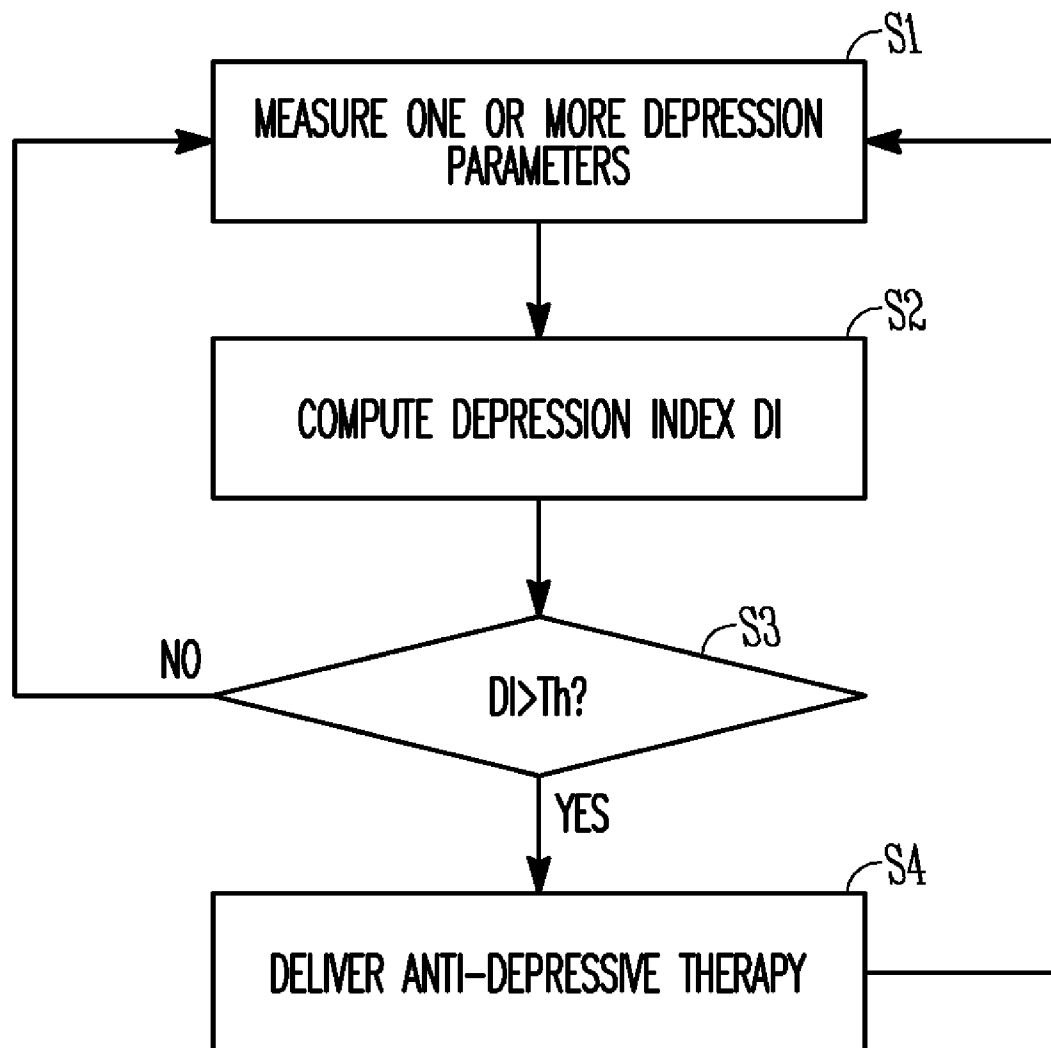 S1
MEASURE ONE OR MORE DEPRESSION
PARAMETERS
S2
COMPUTE DEPRESSION INDEX DI
S3
NO
DI>Th?
YES
S4
DELIVER ANTI-DEPRESSIVE THERAPY